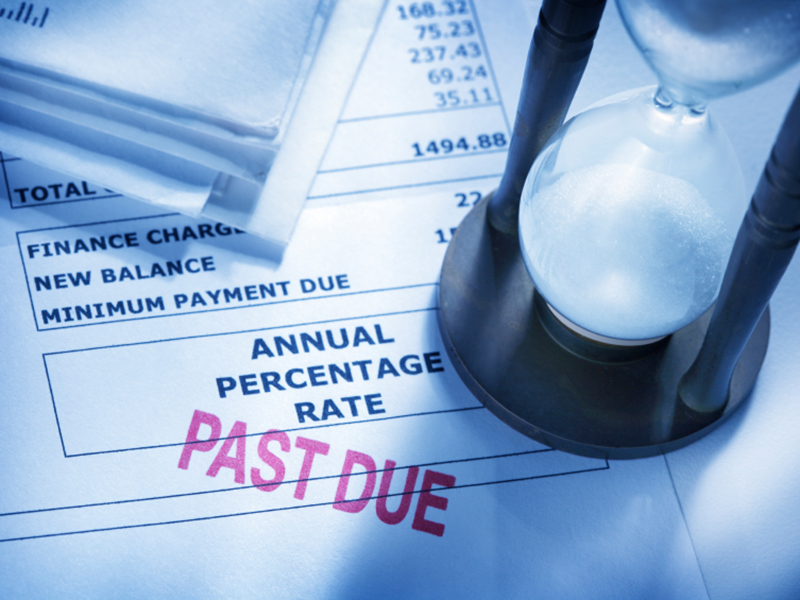 168.32
75.23
237.43
69.24
35.11
1494.88
TOTAL
22
FINANCE CHARGE
NEW BALANCE
MINIMUM PAYMENT DUE
ANNUAL
PERCENTAGE
RATE
PAST DUE